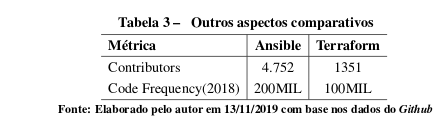 Tabela 3 – Outros aspectos comparativos
Métrica Ansible Terraform
Contributors 4.752 1351
Code Frequency(2018) 200MIL 100MIL
Fonte: Elaborado pelo autor em 13/11/2019 com base nos dados do Github